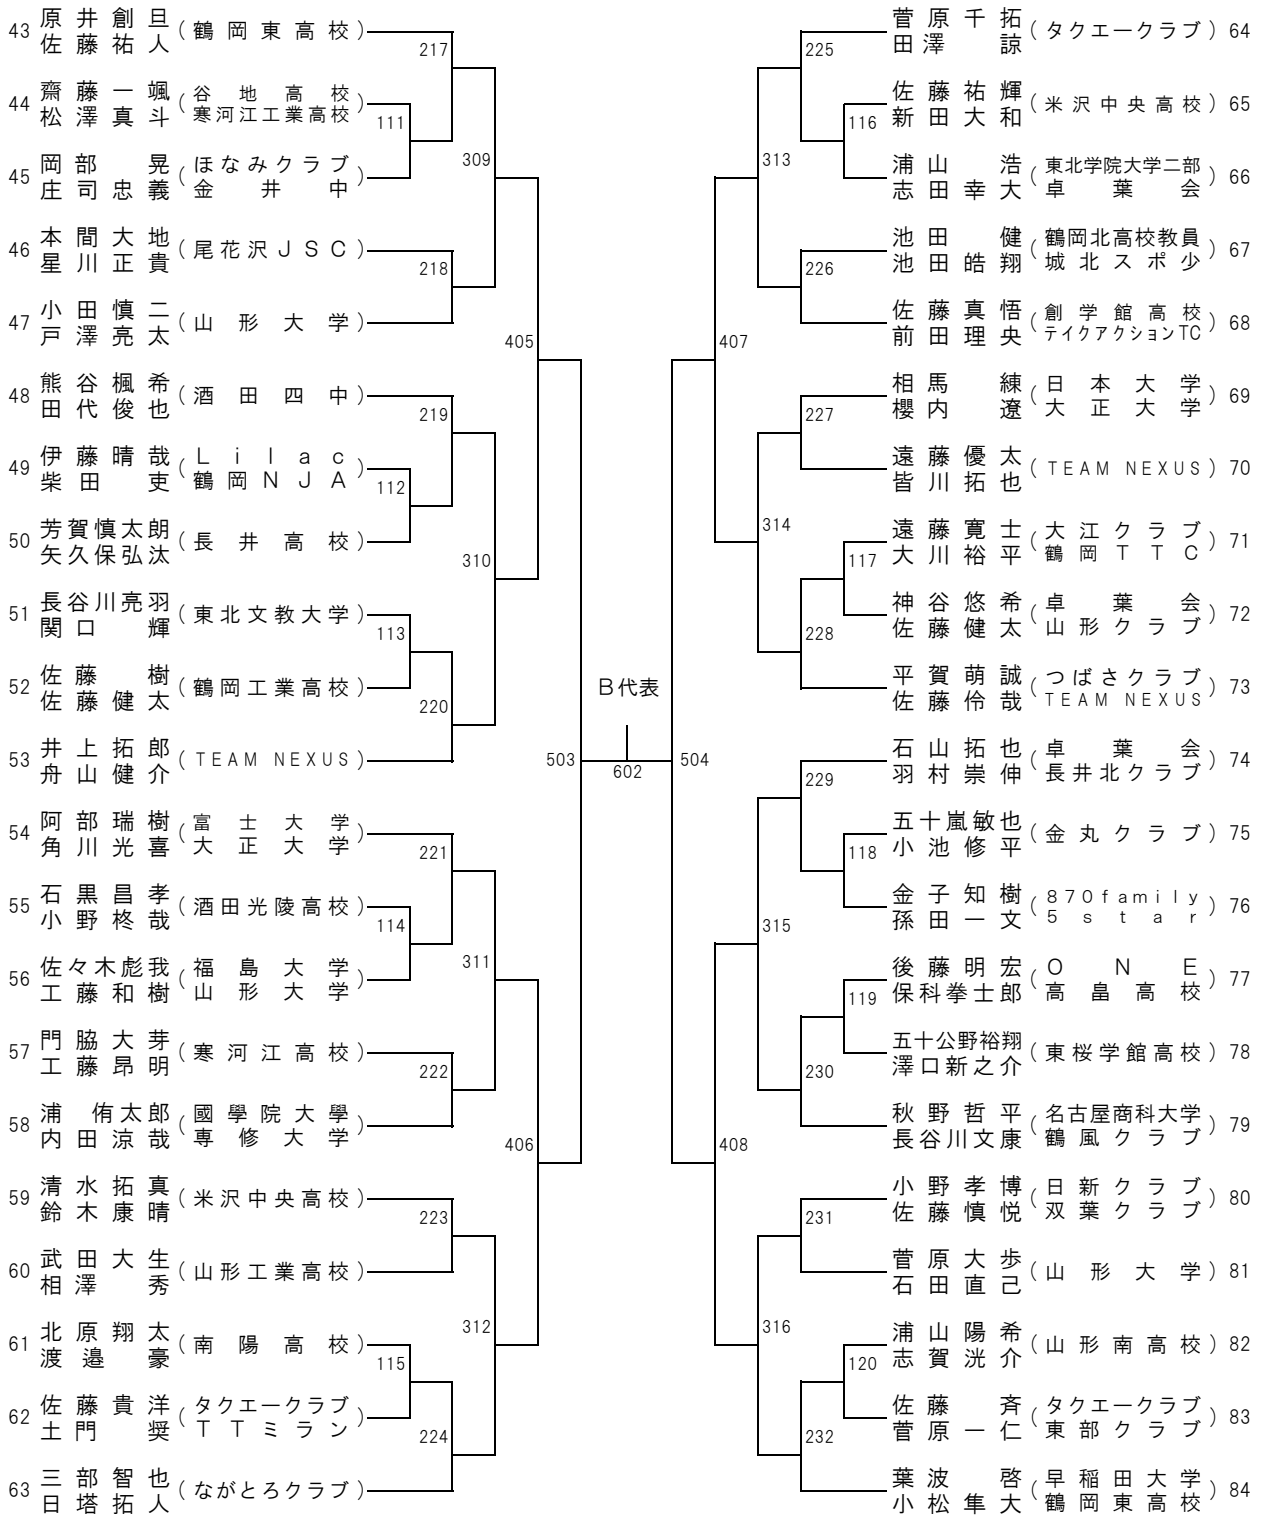 43 原井創旦 佐藤祐人 (鶴岡東高校)
44 齋藤一颯 松澤真斗 (谷地高校 寒河江工業高校)
45 岡部晃 庄司忠義 (ほなみクラブ 金井中)
46 本間大地 星川正貴 (尾花沢JSC)
47 小田慎二 戸澤亮太 (山形大学)
48 熊谷楓希 田代俊也 (酒田四中)
49 伊藤晴哉 柴田吏 (Lilac 鶴岡NJA)
50 芳賀慎太朗 矢久保弘汰 (長井高校)
51 長谷川亮羽 関口輝 (東北文教大学)
52 佐藤樹 佐藤健太 (鶴岡工業高校)
53 井上拓郎 舟山健介 (TEAM NEXUS)
54 阿部瑞樹 角川光喜 (富士大学 大正大学)
55 石黒昌孝 小野柊哉 (酒田光陵高校)
56 佐々木彪我 工藤和樹 (福島大学 山形大学)
57 門脇大芽 工藤昂明 (寒河江高校)
58 浦侑太郎 内田涼哉 (國學院大學 専修大学)
59 清水拓真 鈴木康晴 (米沢中央高校)
60 武田大生 相澤秀 (山形工業高校)
61 北原翔太 渡邉豪 (南陽高校)
62 佐藤貴洋 土門奨 (タクエークラブ TTミラン)
63 三部智也 日塔拓人 (ながとろクラブ)
217
111
309
218
405
219
112
310
113
220
503
221
114
311
222
406
223
312
115
224
B代表
602
504
225
116
313
226
407
227
314
117
228
229
118
315
119
230
408
231
316
120
232
菅原千拓 田澤諒 (タクエークラブ) 64
佐藤祐輝 新田大和 (米沢中央高校) 65
浦山浩 志田幸大 (東北学院大学二部 卓葉会) 66
池田健 池田皓翔 (鶴岡北高校教員 城北スポ少) 67
佐藤真悟 前田理央 (創学館高校 テイクアクションTC) 68
相馬練 櫻内遼 (日本大学 大正大学) 69
遠藤優太 皆川拓也 (TEAM NEXUS) 70
遠藤寛士 大川裕平 (大江クラブ 鶴岡TTC) 71
神谷悠希 佐藤健太 (卓葉会 山形クラブ) 72
平賀萌誠 佐藤伶哉 (つばさクラブ TEAM NEXUS) 73
石山拓也 羽村崇伸 (卓葉会 長井北クラブ) 74
五十嵐敏也 小池修平 (金丸クラブ) 75
金子知樹 孫田一文 (870family 5star) 76
後藤明宏 保科拳士郎 (ONE 高畠高校) 77
五十公野裕翔 澤口新之介 (東桜学館高校) 78
秋野哲平 長谷川文康 (名古屋商科大学 鶴風クラブ) 79
小野孝博 佐藤慎悦 (日新クラブ 双葉クラブ) 80
菅原大歩 石田直己 (山形大学) 81
浦山陽希 志賀洸介 (山形南高校) 82
佐藤斉 菅原一仁 (タクエークラブ 東部クラブ) 83
葉波啓 小松隼大 (早稲田大学 鶴岡東高校) 84